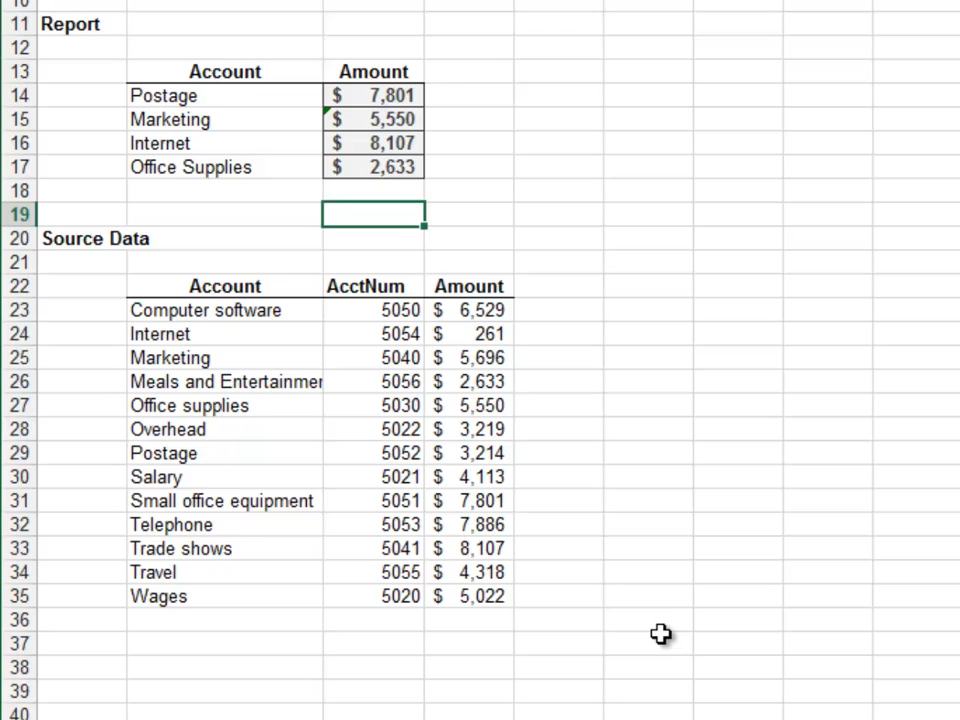 10
11 Report
12
13 Account Amount
14 Postage $ 7,801
15 Marketing $ 5,550
16 Internet $ 8,107
17 Office Supplies $ 2,633
18
19
20 Source Data
21
22 Account AcctNum Amount
23 Computer software 5050 $ 6,529
24 Internet 5054 $ 261
25 Marketing 5040 $ 5,696
26 Meals and Entertainmen 5056 $ 2,633
27 Office supplies 5030 $ 5,550
28 Overhead 5022 $ 3,219
29 Postage 5052 $ 3,214
30 Salary 5021 $ 4,113
31 Small office equipment 5051 $ 7,801
32 Telephone 5053 $ 7,886
33 Trade shows 5041 $ 8,107
34 Travel 5055 $ 4,318
35 Wages 5020 $ 5,022
36
37
38
39
40